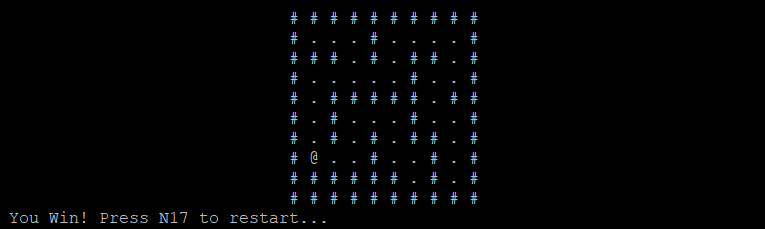 # # # # # # # # # #
# . . . # . . . . #
# # # . # . # # . #
# . . . . . # . . #
# . # # # # # . # #
# . # . . . # . . #
# . # . # . # # . #
# @ . . # . . # . #
# # # # # # . # . #
# # # # # # # # # #
You Win! Press N17 to restart...